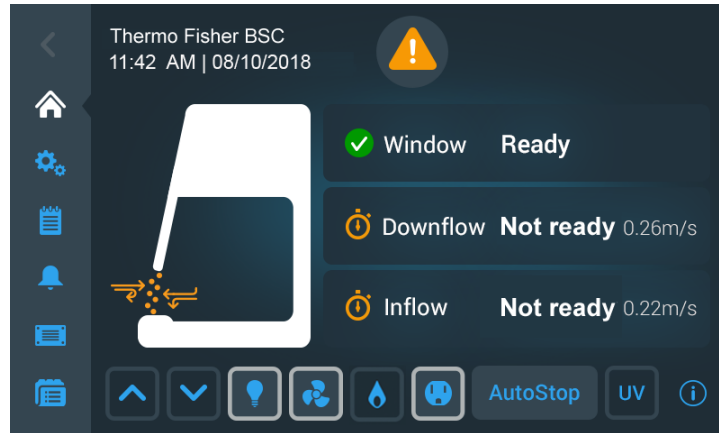 Thermo Fisher BSC
11:42 AM | 08/10/2018
Window Ready
Downflow Not ready 0.26m/s
Inflow Not ready 0.22m/s
AutoStop UV